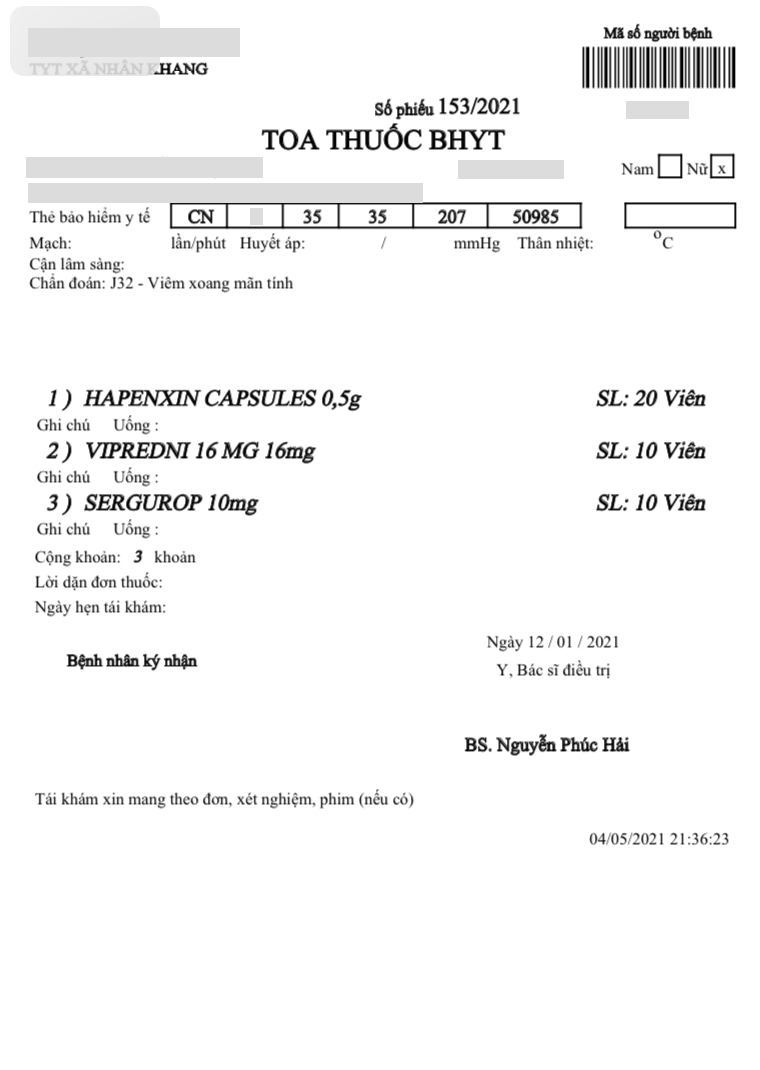 Mã số người bệnh
TYT XÃ NHÂN KHANG
Số phiếu 153/2021
TOA THUỐC BHYT
Nam Nữ x
Thẻ bảo hiểm y tế CN 35 35 207 50985
Mạch: lần/phút Huyết áp: / mmHg Thân nhiệt: °C
Cận lâm sàng:
Chẩn đoán: J32 - Viêm xoang mãn tính
1 ) HAPENXIN CAPSULES 0,5g SL: 20 Viên
Ghi chú Uống :
2 ) VIPREDNI 16 MG 16mg SL: 10 Viên
Ghi chú Uống :
3 ) SERGUROP 10mg SL: 10 Viên
Ghi chú Uống :
Cộng khoản: 3 khoản
Lời dặn đơn thuốc:
Ngày hẹn tái khám:
Ngày 12 / 01 / 2021
Bệnh nhân ký nhận
Y, Bác sĩ điều trị
BS. Nguyễn Phúc Hải
Tái khám xin mang theo đơn, xét nghiệm, phim (nếu có)
04/05/2021 21:36:23